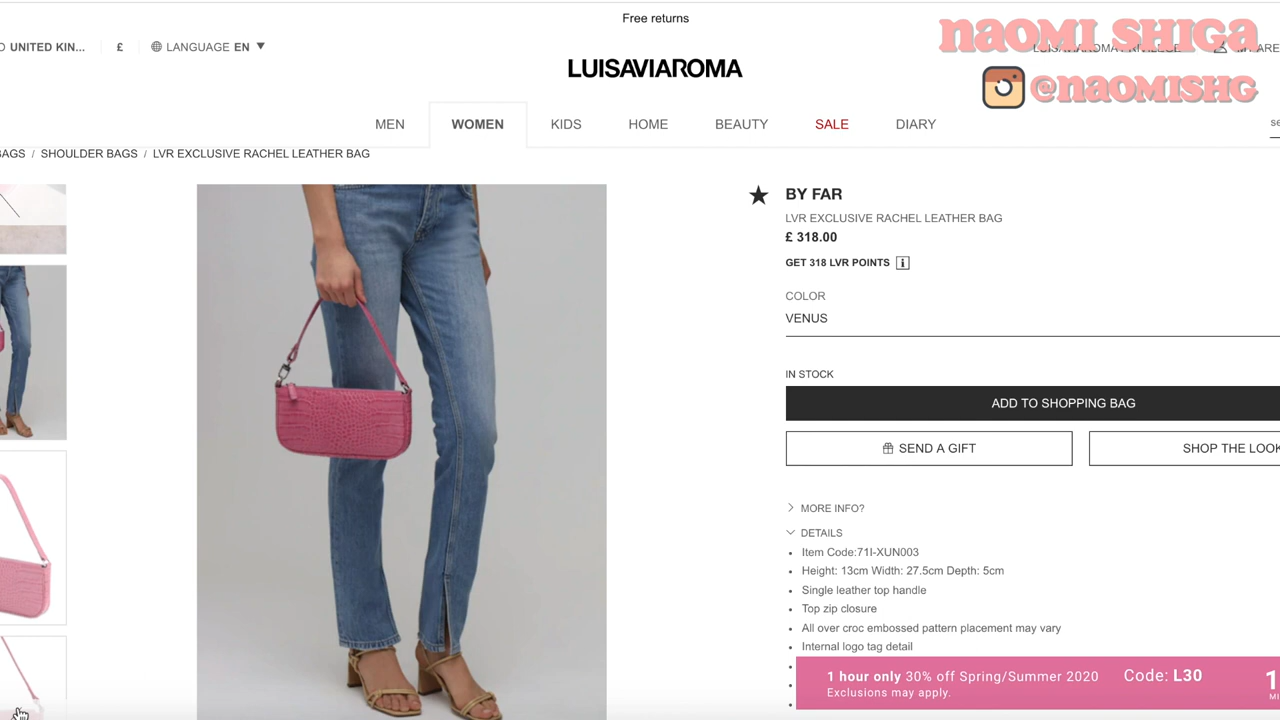 Free returns
UNITED KIN...
£
LANGUAGE EN
naomi shiga
@naomishg
LUISAVIAROMA
MEN
WOMEN
KIDS
HOME
BEAUTY
SALE
DIARY
BAGS / SHOULDER BAGS / LVR EXCLUSIVE RACHEL LEATHER BAG
BY FAR
LVR EXCLUSIVE RACHEL LEATHER BAG
£ 318.00
GET 318 LVR POINTS i
COLOR
VENUS
IN STOCK
ADD TO SHOPPING BAG
SEND A GIFT
SHOP THE LOOK
MORE INFO?
DETAILS
Item Code:71I-XUN003
Height: 13cm Width: 27.5cm Depth: 5cm
Single leather top handle
Top zip closure
All over croc embossed pattern placement may vary
Internal logo tag detail
1 hour only 30% off Spring/Summer 2020
Exclusions may apply.
Code: L30